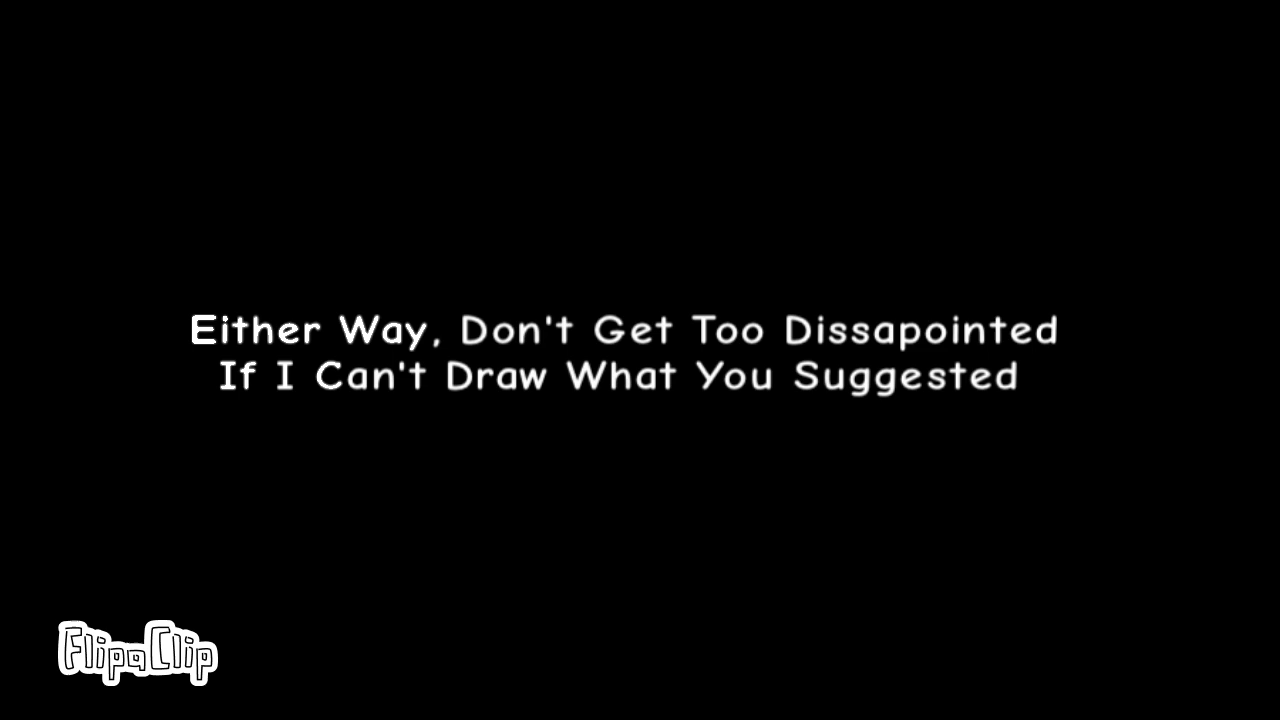 Either Way, Don't Get Too Dissapointed
If I Can't Draw What You Suggested
FlipaClip